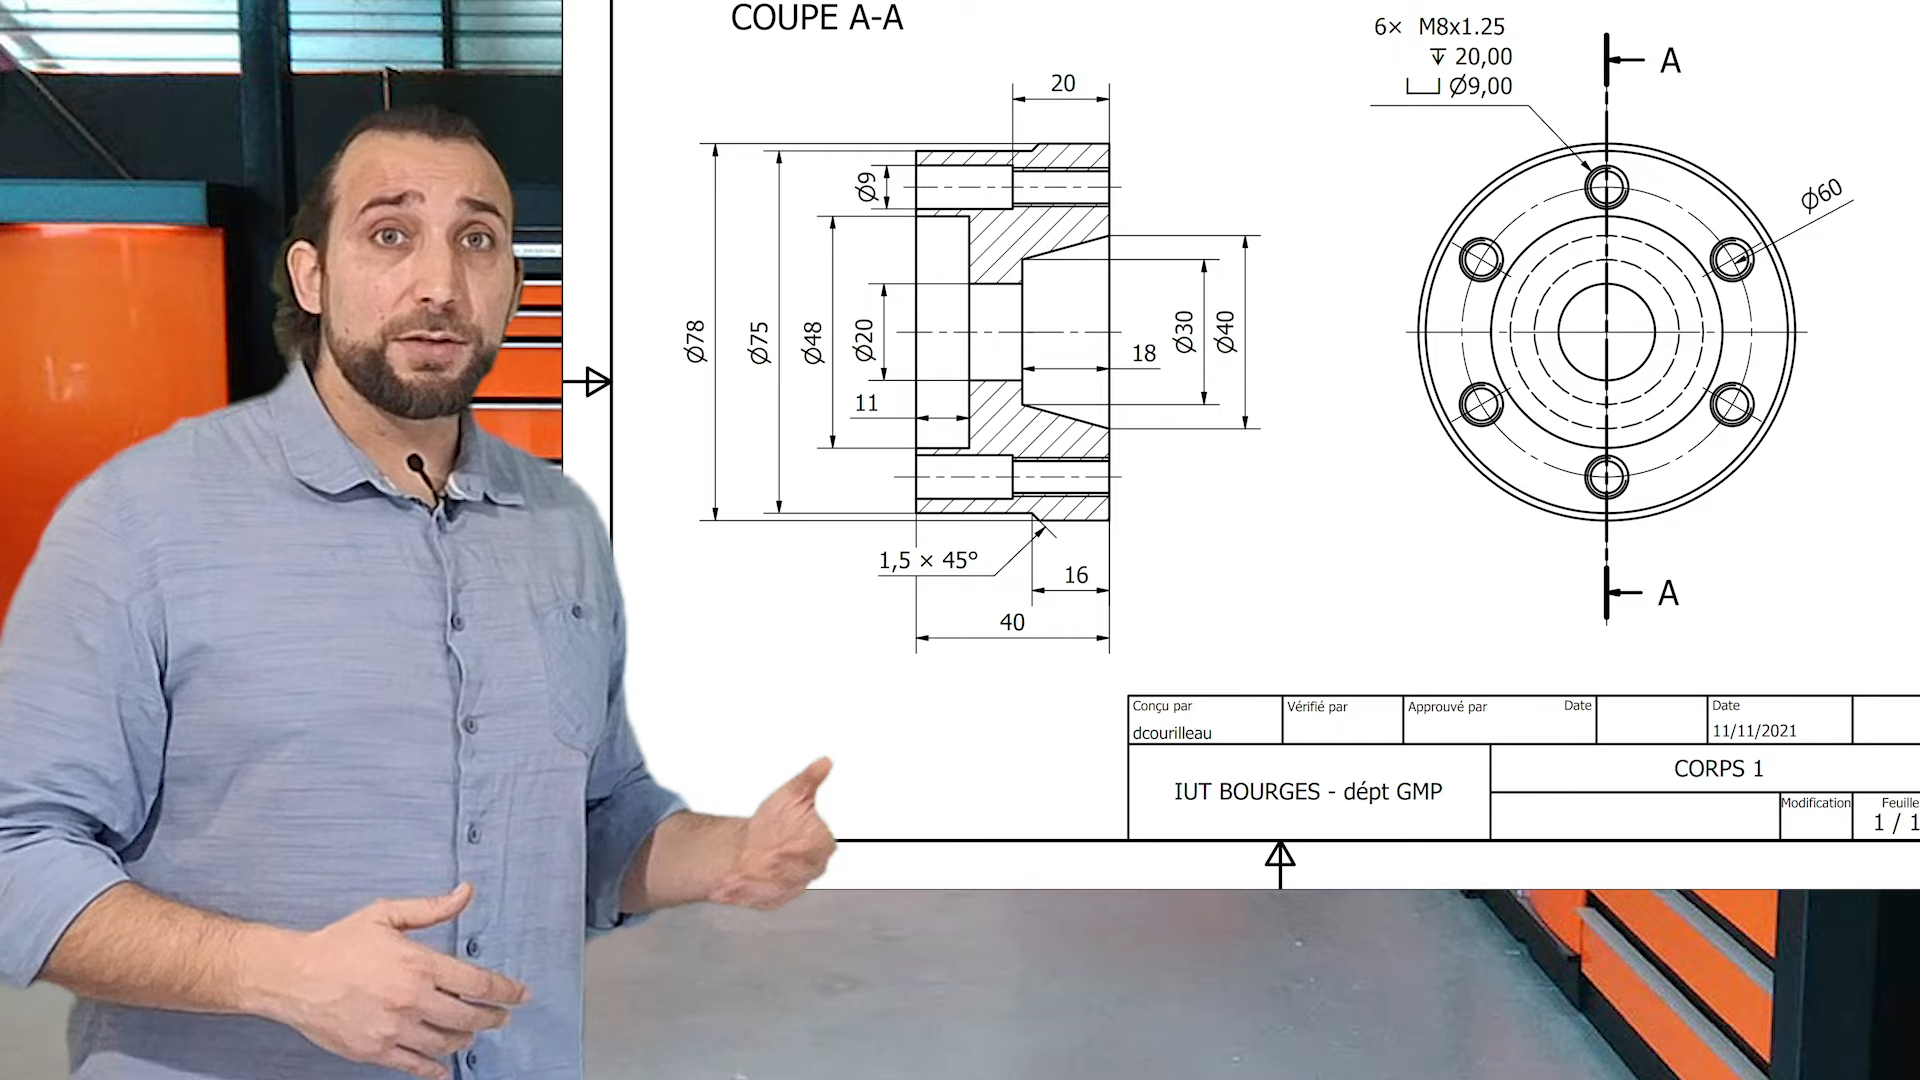 COUPE A-A
6× M8x1.25
↧ 20,00
⌴ Ø9,00
A
20
Ø9
Ø60
Ø78
Ø75
Ø48
Ø20
Ø30
Ø40
18
11
1,5 × 45°
16
A
40
Conçu par
dcourilleau
Vérifié par
Approuvé par
Date
Date
11/11/2021
IUT BOURGES - dépt GMP
CORPS 1
Modification
Feuille
1 / 1